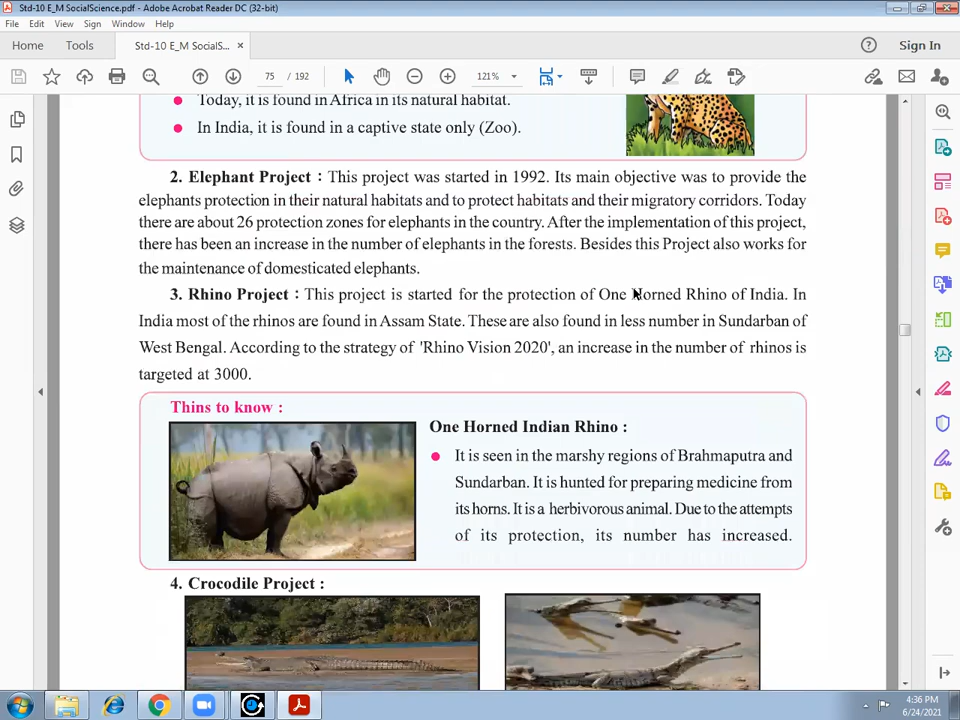 Std-10 E_M SocialScience.pdf - Adobe Acrobat Reader DC (32-bit)
File Edit View Sign Window Help
Home Tools Std-10 E_M SocialS... × Sign In
75 / 192 121%
Today, it is found in Africa in its natural habitat.
In India, it is found in a captive state only (Zoo).
2. Elephant Project : This project was started in 1992. Its main objective was to provide the
elephants protection in their natural habitats and to protect habitats and their migratory corridors. Today
there are about 26 protection zones for elephants in the country. After the implementation of this project,
there has been an increase in the number of elephants in the forests. Besides this Project also works for
the maintenance of domesticated elephants.
3. Rhino Project : This project is started for the protection of One Horned Rhino of India. In
India most of the rhinos are found in Assam State. These are also found in less number in Sundarban of
West Bengal. According to the strategy of 'Rhino Vision 2020', an increase in the number of rhinos is
targeted at 3000.
Thins to know :
One Horned Indian Rhino :
It is seen in the marshy regions of Brahmaputra and
Sundarban. It is hunted for preparing medicine from
its horns. It is a herbivorous animal. Due to the attempts
of its protection, its number has increased.
4. Crocodile Project :
4:36 PM
6/24/2021